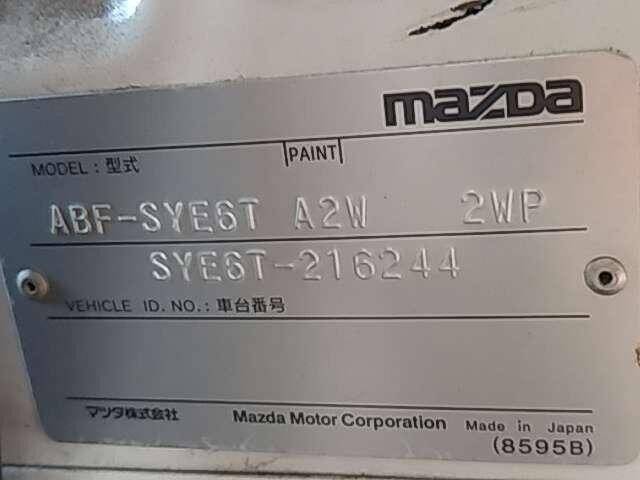 mazda
MODEL : 型式 PAINT
ABF-SYE6T A2W 2WP
SYE6T-216244
VEHICLE ID. NO. : 車台番号
マツダ株式会社 Mazda Motor Corporation Made in Japan
(8595B)